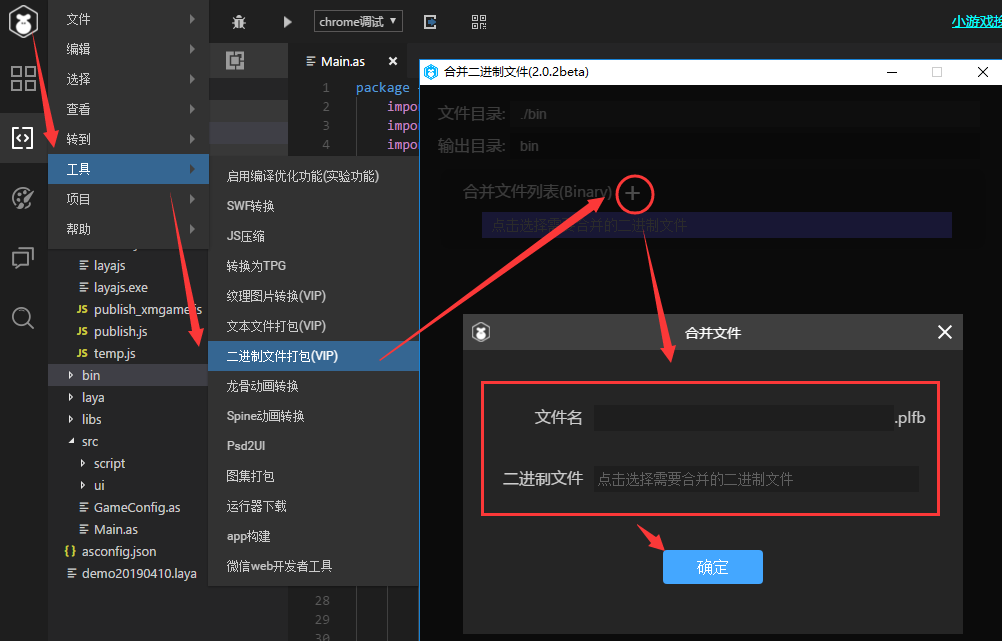 文件
编辑
选择
查看
转到
工具
项目
帮助
layajs
layajs.exe
JS publish_xmgame.js
JS publish.js
JS temp.js
bin
laya
libs
src
script
ui
GameConfig.as
Main.as
{} asconfig.json
demo20190410.laya
chrome调试
小游戏换
Main.as
1 package
2 impo
3 impo
4 impo
启用编译优化功能(实验功能)
SWF转换
JS压缩
转换为TPG
纹理图片转换(VIP)
文本文件打包(VIP)
二进制文件打包(VIP)
龙骨动画转换
Spine动画转换
Psd2UI
图集打包
运行器下载
app构建
微信web开发者工具
28
29
30
合并二进制文件(2.0.2beta)
文件目录: ./bin
输出目录: bin
合并文件列表(Binary)
点击选择需要合并的二进制文件
合并文件
文件名 .plfb
二进制文件 点击选择需要合并的二进制文件
确定